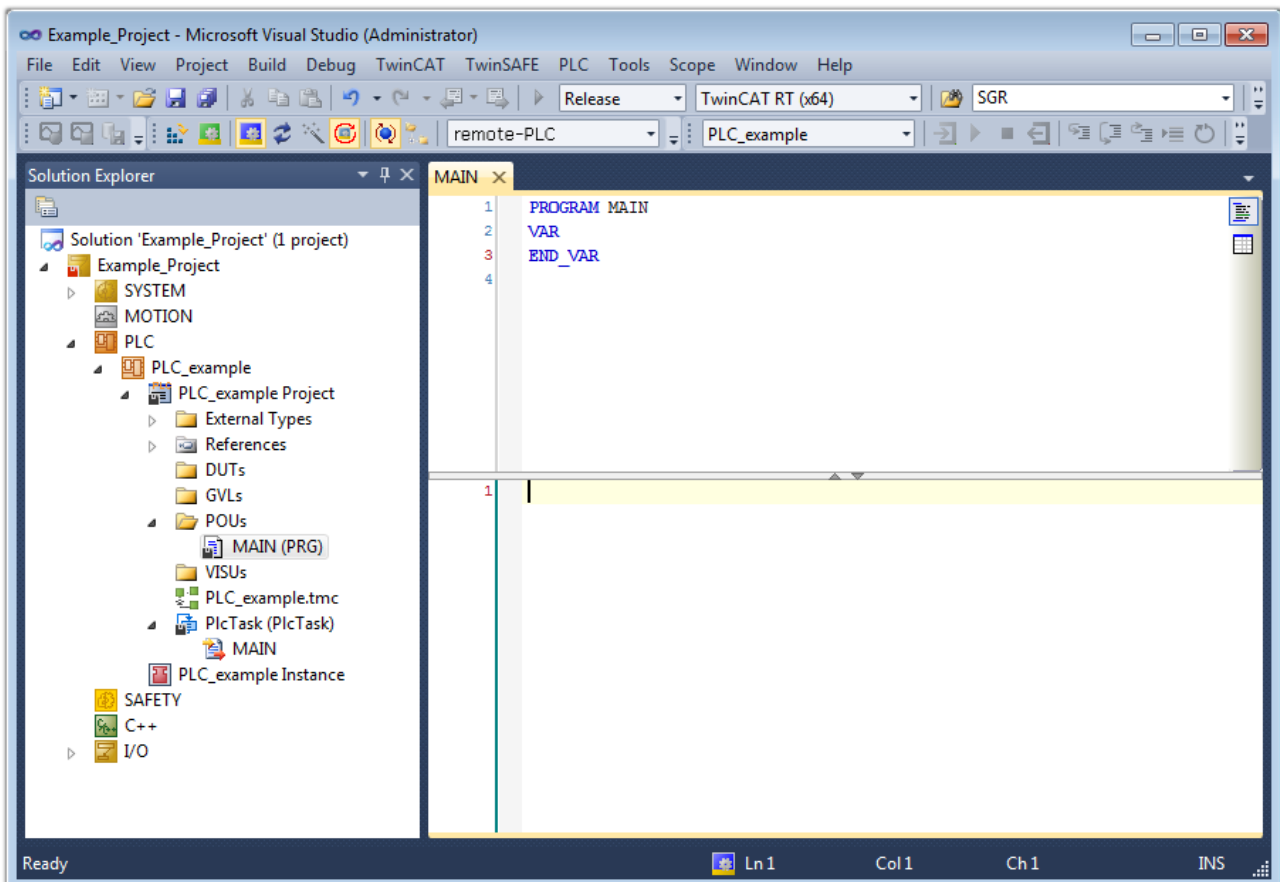 Example_Project - Microsoft Visual Studio (Administrator)
File Edit View Project Build Debug TwinCAT TwinSAFE PLC Tools Scope Window Help
Release TwinCAT RT (x64) SGR
remote-PLC PLC_example
Solution Explorer
Solution 'Example_Project' (1 project)
Example_Project
SYSTEM
MOTION
PLC
PLC_example
PLC_example Project
External Types
References
DUTs
GVLs
POUs
MAIN (PRG)
VISUs
PLC_example.tmc
PlcTask (PlcTask)
MAIN
PLC_example Instance
SAFETY
C++
I/O
MAIN
1 PROGRAM MAIN
2 VAR
3 END_VAR
4
1
Ready Ln 1 Col 1 Ch 1 INS